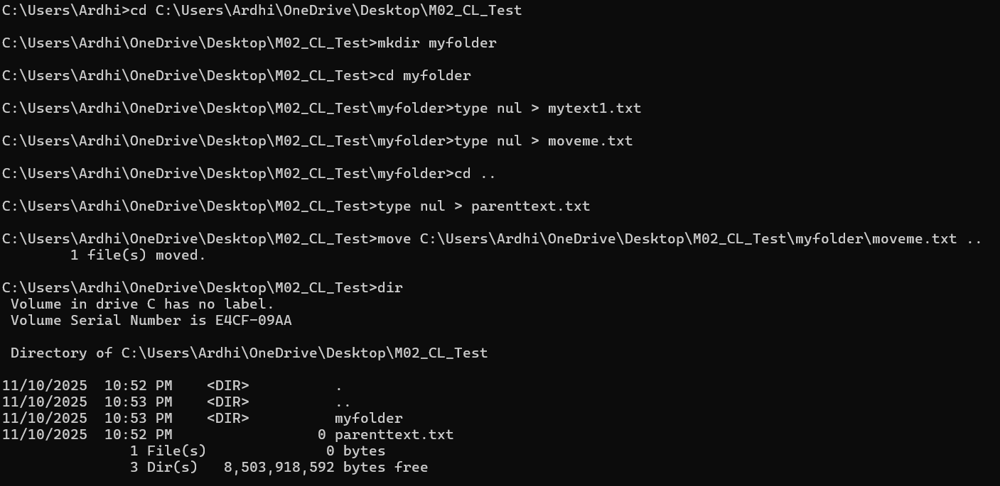 C:\Users\Ardhi>cd C:\Users\Ardhi\OneDrive\Desktop\M02_CL_Test
C:\Users\Ardhi\OneDrive\Desktop\M02_CL_Test>mkdir myfolder
C:\Users\Ardhi\OneDrive\Desktop\M02_CL_Test>cd myfolder
C:\Users\Ardhi\OneDrive\Desktop\M02_CL_Test\myfolder>type nul > mytext1.txt
C:\Users\Ardhi\OneDrive\Desktop\M02_CL_Test\myfolder>type nul > moveme.txt
C:\Users\Ardhi\OneDrive\Desktop\M02_CL_Test\myfolder>cd ..
C:\Users\Ardhi\OneDrive\Desktop\M02_CL_Test>type nul > parenttext.txt
C:\Users\Ardhi\OneDrive\Desktop\M02_CL_Test>move C:\Users\Ardhi\OneDrive\Desktop\M02_CL_Test\myfolder\moveme.txt ..
        1 file(s) moved.
C:\Users\Ardhi\OneDrive\Desktop\M02_CL_Test>dir
 Volume in drive C has no label.
 Volume Serial Number is E4CF-09AA
 Directory of C:\Users\Ardhi\OneDrive\Desktop\M02_CL_Test
11/10/2025  10:52 PM    <DIR>          .
11/10/2025  10:53 PM    <DIR>          ..
11/10/2025  10:53 PM    <DIR>          myfolder
11/10/2025  10:52 PM                 0 parenttext.txt
               1 File(s)              0 bytes
               3 Dir(s)   8,503,918,592 bytes free